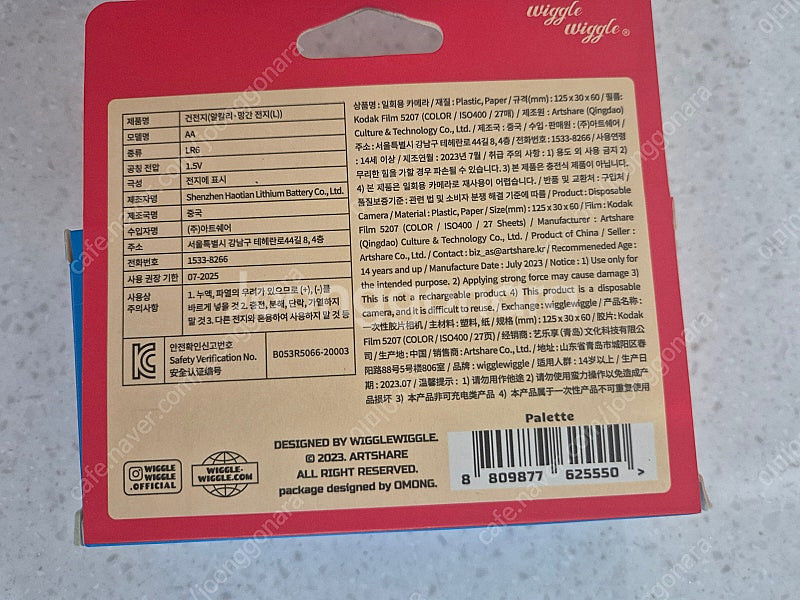 wiggle
wiggle®
제품명 건전지(알칼리·망간 전지(L))
모델명 AA
종류 LR6
공칭 전압 1.5V
극성 전지에 표시
제조자명 Shenzhen Haotian Lithium Battery Co., Ltd.
제조국명 중국
수입자명 (주)아트쉐어
주소 서울특별시 강남구 테헤란로44길 8, 4층
전화번호 1533-8266
사용 권장 기한 07-2025
사용상 주의사항 1. 누액, 파열의 우려가 있으므로 (+), (-)를
바르게 넣을 것 2. 충전, 분해, 단락, 가열하지
말 것 3. 다른 전지와 혼용하여 사용하지 말 것 등
안전확인신고번호
Safety Verification No.
安全认证编号
B053R5066-20003
상품명 : 일회용 카메라 / 재질 : Plastic, Paper / 규격(mm) : 125 x 30 x 60 / 필름:
Kodak Film 5207 (COLOR / ISO400 / 27매) / 제조원 : Artshare (Qingdao)
Culture & Technology Co., Ltd. / 제조국 : 중국 / 수입·판매원 : (주)아트쉐어 /
주소 : 서울특별시 강남구 테헤란로 44길 8, 4층 / 전화번호 : 1533-8266 / 사용연령
: 14세 이상 / 제조연월 : 2023년 7월 / 취급 주의 사항 : 1) 용도 외 사용 금지 2)
무리한 힘을 가할 경우 파손될 수 있습니다. 3) 본 제품은 충전식 제품이 아닙니다.
4) 본 제품은 일회용 카메라로 재사용이 어렵습니다. / 반품 및 교환처 : 구입처 /
품질보증기준 : 관련 법 및 소비자 분쟁 해결 기준에 따름 / Product : Disposable
Camera / Material : Plastic, Paper / Size(mm) : 125 x 30 x 60 / Film : Kodak
Film 5207 (COLOR / ISO400 / 27 Sheets) / Manufacturer : Artshare
(Qingdao) Culture & Technology Co., Ltd. / Product of China / Seller :
Artshare Co., Ltd. / Contact : biz_as@artshare.kr / Recommeneded Age :
14 years and up / Manufacture Date : July 2023 / Notice : 1) Use only for
the intended purpose. 2) Applying strong force may cause damage 3)
This is not a rechargeable product 4) This product is a disposable
camera, and it is difficult to reuse. / Exchange : wigglewiggle / 产品名称 :
一次性胶片相机 / 主材料 : 塑料, 纸 / 规格 (mm) : 125 x 30 x 60 / 胶片: Kodak
Film 5207 (COLOR / ISO400 / 27页) / 经销商 : 艺乐享 (青岛) 文化科技有限公
司 / 生产地 : 中国 / 销售商 : Artshare Co., Ltd. / 地址 : 山东省青岛市城阳区春
阳路88号5号楼306室 / 品牌 : wigglewiggle / 适用人群 : 14岁以上 / 生产日
期 : 2023.07 / 温馨提示 : 1) 请勿用作他途 2) 请勿使用蛮力操作以免造成产
品损坏 3) 本产品非可充电类产品 4) 本产品属于一次性产品不可重复使用
Palette
8 809877 625550 >
WIGGLE
WIGGLE
.OFFICIAL
WIGGLE-
WIGGLE.COM
DESIGNED BY WIGGLEWIGGLE.
© 2023. ARTSHARE
ALL RIGHT RESERVED.
package designed by OMONG.
cafe.naver.com/joonggonara